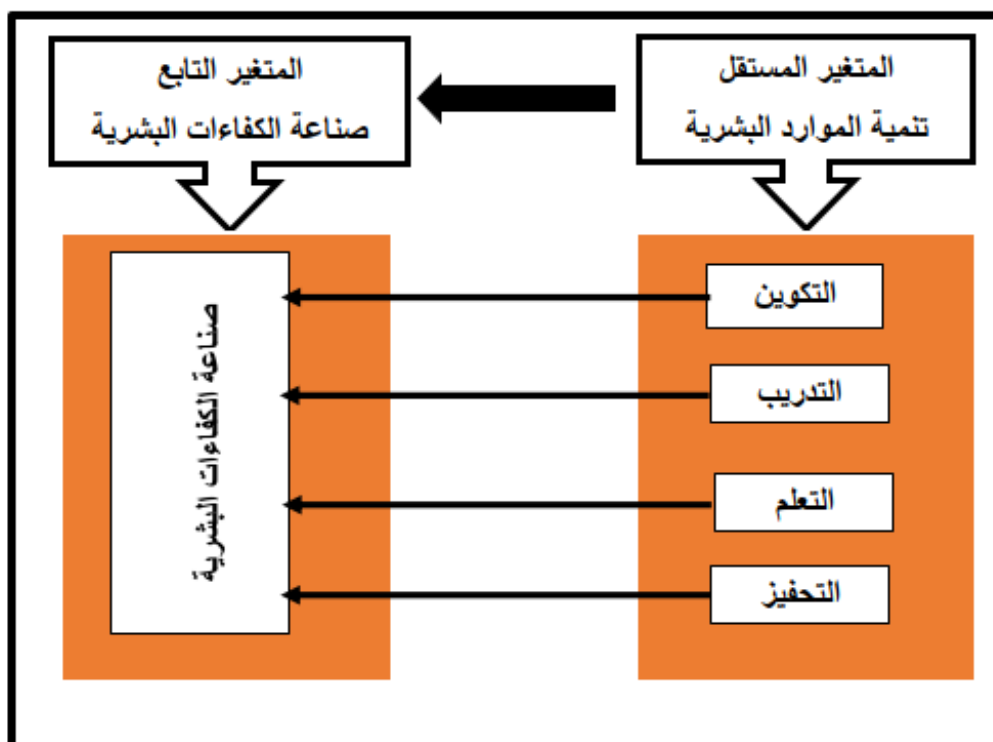 المتغير المستقل
تنمية الموارد البشرية
المتغير التابع
صناعة الكفاءات البشرية
التكوين
التدريب
التعلم
التحفيز
صناعة الكفاءات البشرية